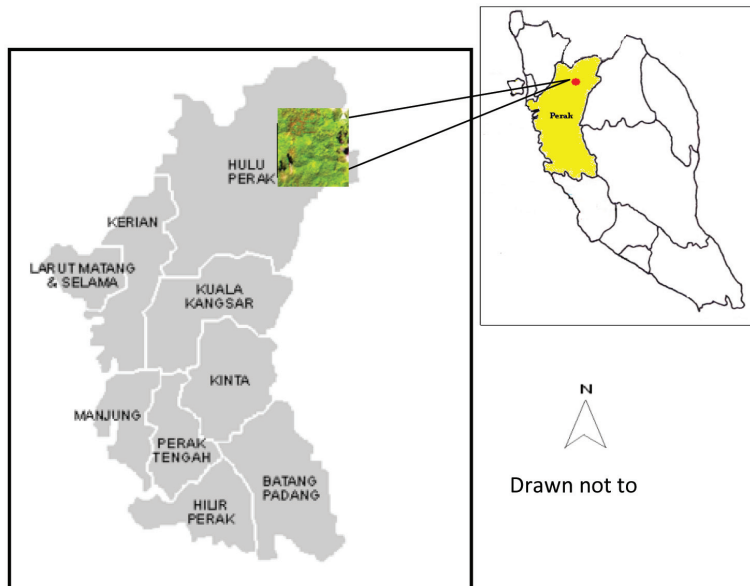 HULU
PERAK
KERIAN
LARUT MATANG
& SELAMA
KUALA
KANGSAR
KINTA
MANJUNG
PERAK
TENGAH
BATANG
PADANG
HILIR
PERAK
Perak
N
Drawn not to